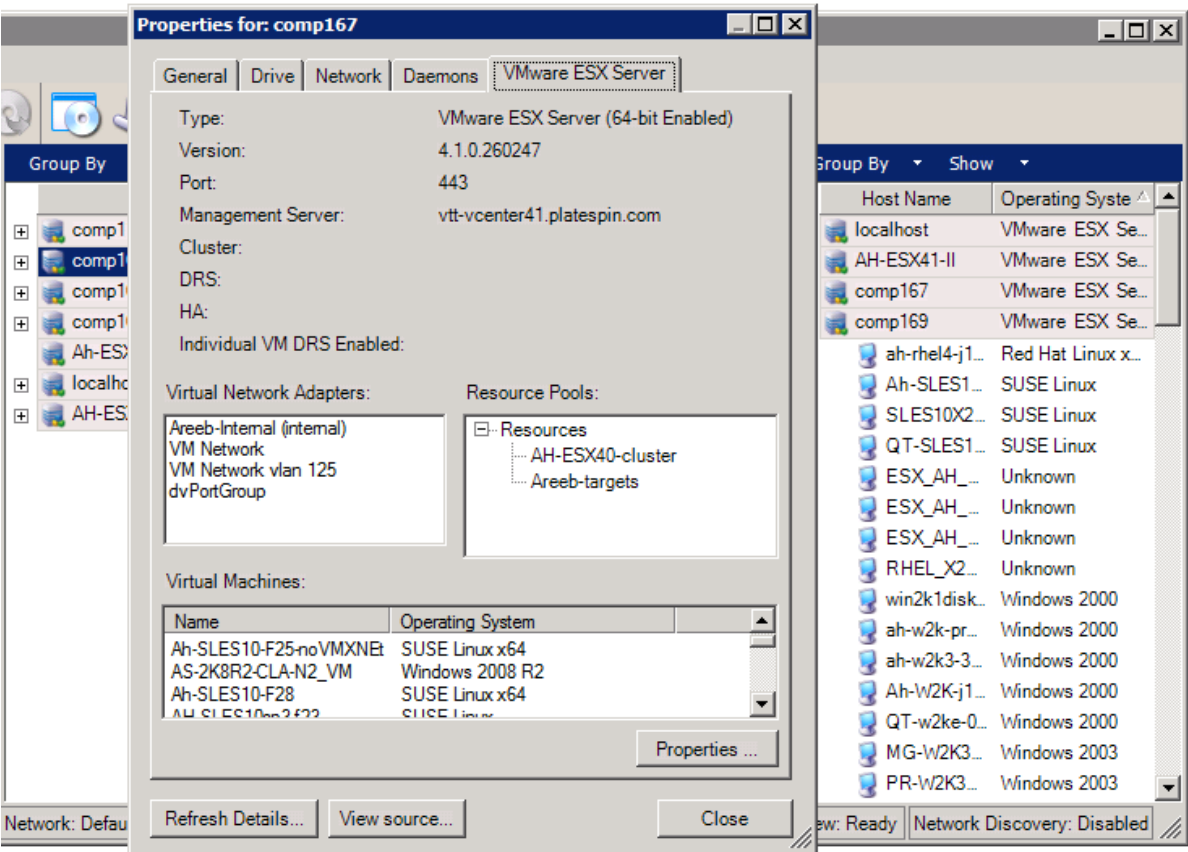 Properties for: comp167
General Drive Network Daemons VMware ESX Server
Type: VMware ESX Server (64-bit Enabled)
Version: 4.1.0.260247
Port: 443
Management Server: vtt-vcenter41.platespin.com
Cluster:
DRS:
HA:
Individual VM DRS Enabled:
Virtual Network Adapters:
Areeb-Internal (internal)
VM Network
VM Network vlan 125
dvPortGroup
Resource Pools:
Resources
AH-ESX40-cluster
Areeb-targets
Virtual Machines:
Name Operating System
Ah-SLES10-F25-noVMXNEt SUSE Linux x64
AS-2K8R2-CLA-N2_VM Windows 2008 R2
Ah-SLES10-F28 SUSE Linux x64
AH-SLES10sp3.f23 SUSE Linux
Properties ...
Refresh Details... View source... Close
Group By
comp1
comp1
comp1
comp1
Ah-ESX
localho
AH-ES
Network: Defau
Group By Show
Host Name Operating Syste
localhost VMware ESX Se...
AH-ESX41-II VMware ESX Se...
comp167 VMware ESX Se...
comp169 VMware ESX Se...
ah-rhel4-j1... Red Hat Linux x...
Ah-SLES1... SUSE Linux
SLES10X2... SUSE Linux
QT-SLES1... SUSE Linux
ESX_AH_... Unknown
ESX_AH_... Unknown
ESX_AH_... Unknown
RHEL_X2... Unknown
win2k1disk... Windows 2000
ah-w2k-pr... Windows 2000
ah-w2k3-3... Windows 2000
Ah-W2K-j1... Windows 2000
QT-w2ke-0... Windows 2000
MG-W2K3... Windows 2003
PR-W2K3... Windows 2003
ew: Ready Network Discovery: Disabled